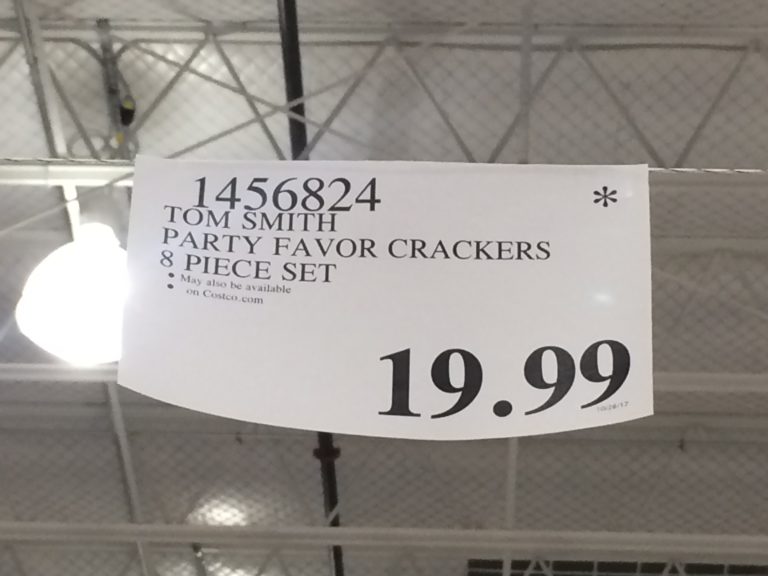 1456824
*
TOM SMITH
PARTY FAVOR CRACKERS
8 PIECE SET
• May also be available
• on Costco.com
19.99
10/26/17